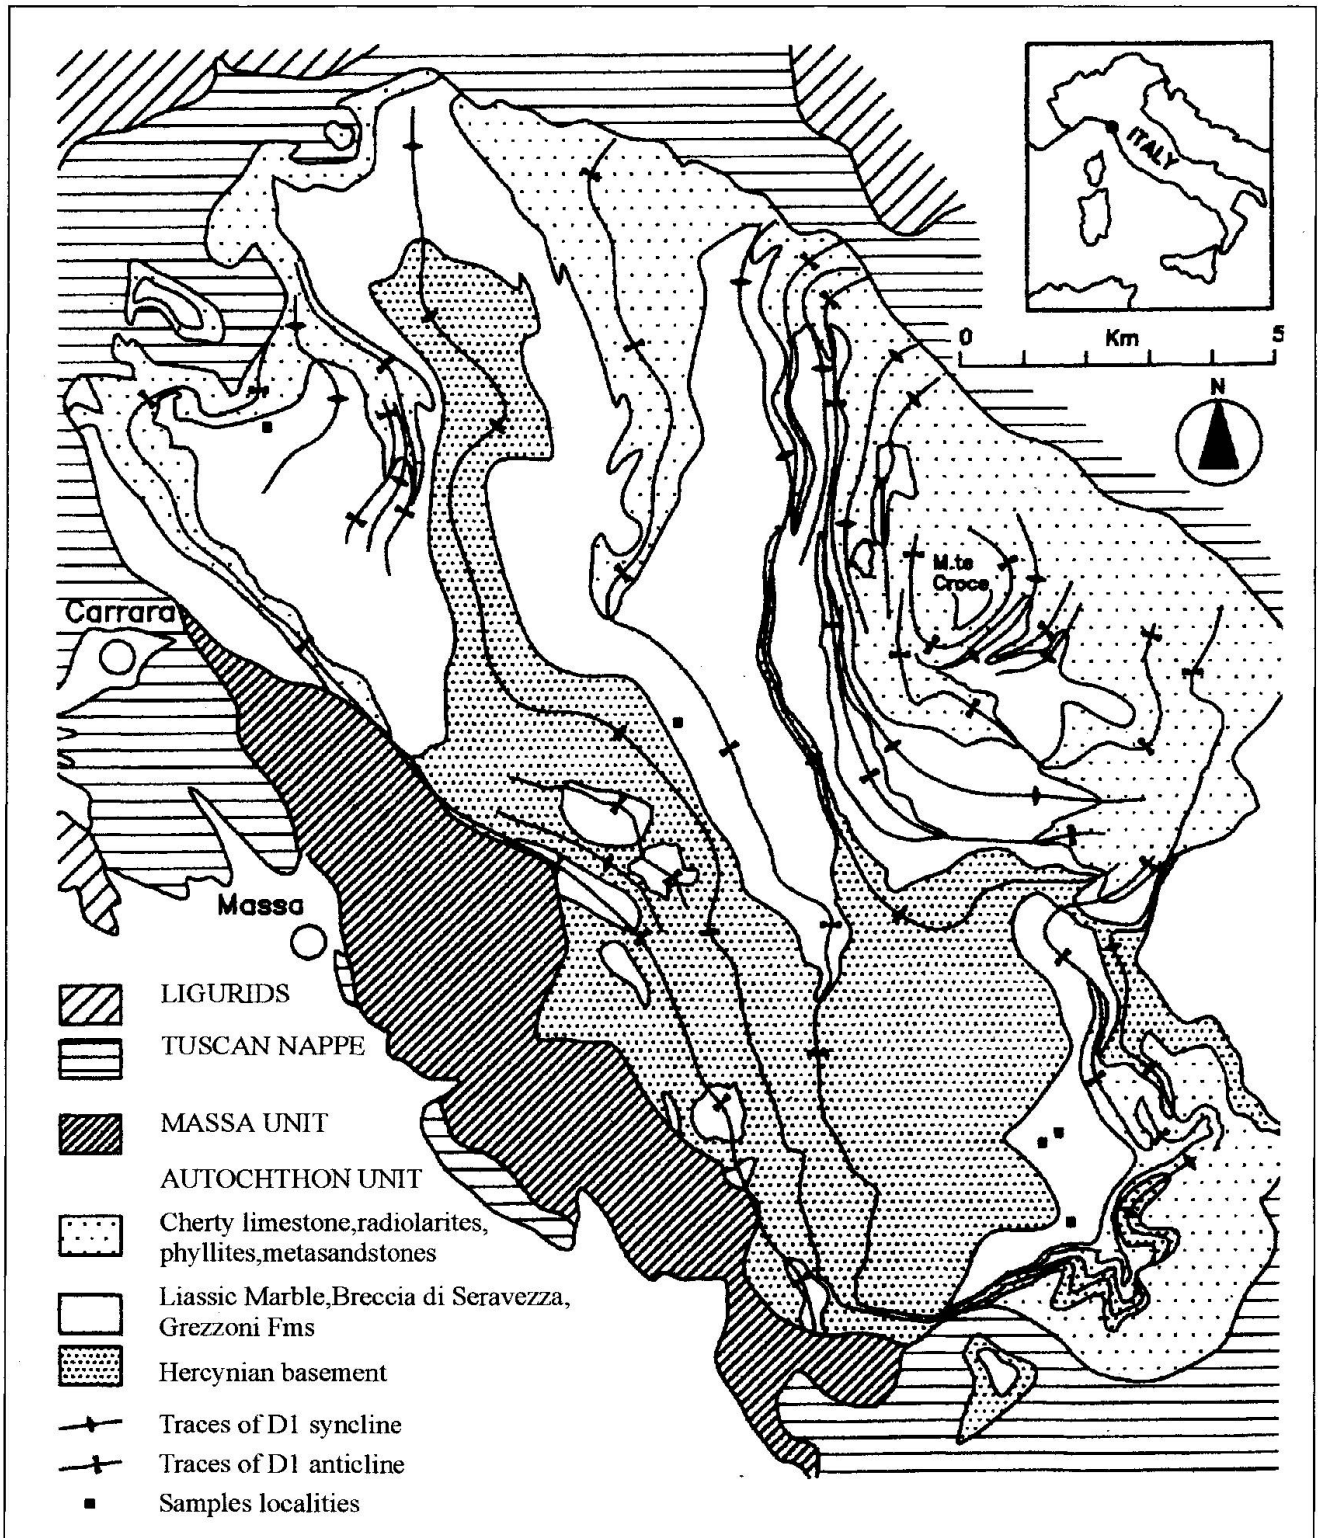 ITALY
0 Km 5
N
M.te
Croce
Carrara
Massa
LIGURIDS
TUSCAN NAPPE
MASSA UNIT
AUTOCHTHON UNIT
Cherty limestone,radiolarites,
phyllites,metasandstones
Liassic Marble,Breccia di Seravezza,
Grezzoni Fms
Hercynian basement
Traces of D1 syncline
Traces of D1 anticline
Samples localities